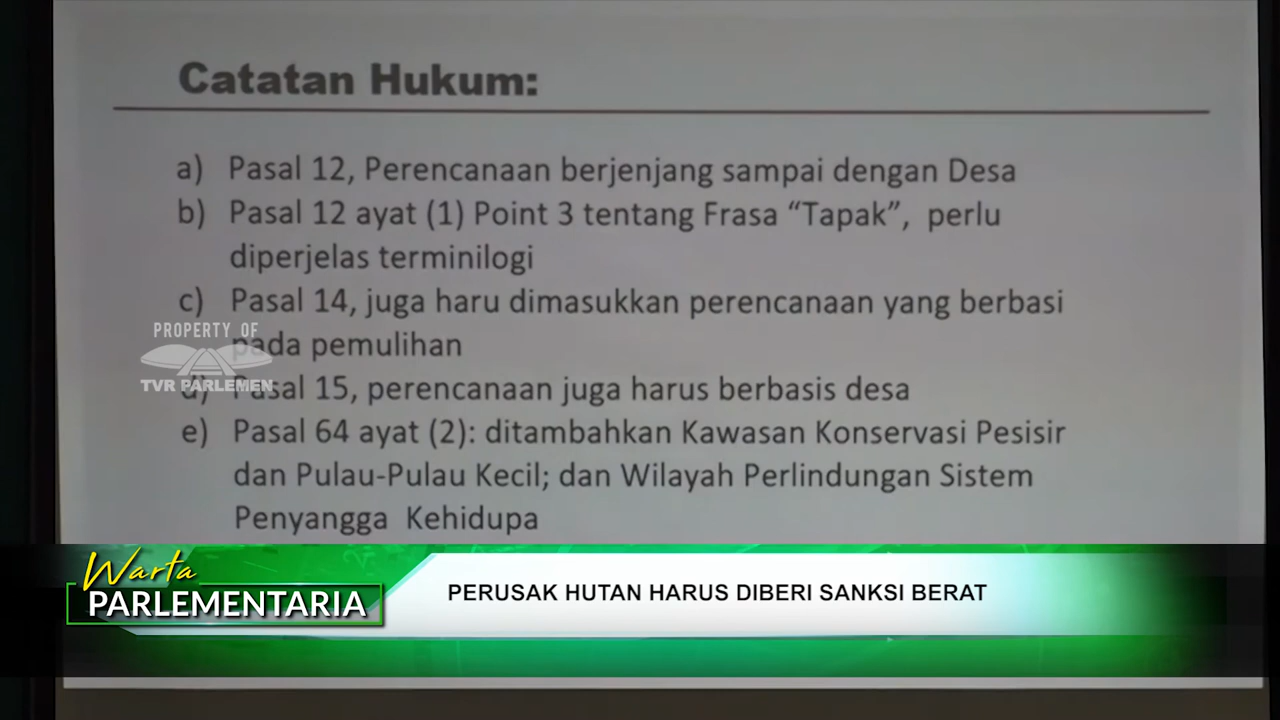 Catatan Hukum:
a) Pasal 12, Perencanaan berjenjang sampai dengan Desa
b) Pasal 12 ayat (1) Point 3 tentang Frasa “Tapak”, perlu
diperjelas terminilogi
c) Pasal 14, juga haru dimasukkan perencanaan yang berbasi
pada pemulihan
d) Pasal 15, perencanaan juga harus berbasis desa
e) Pasal 64 ayat (2): ditambahkan Kawasan Konservasi Pesisir
dan Pulau-Pulau Kecil; dan Wilayah Perlindungan Sistem
Penyangga Kehidupa
PROPERTY OF
TVR PARLEMEN
Warta
PARLEMENTARIA
PERUSAK HUTAN HARUS DIBERI SANKSI BERAT